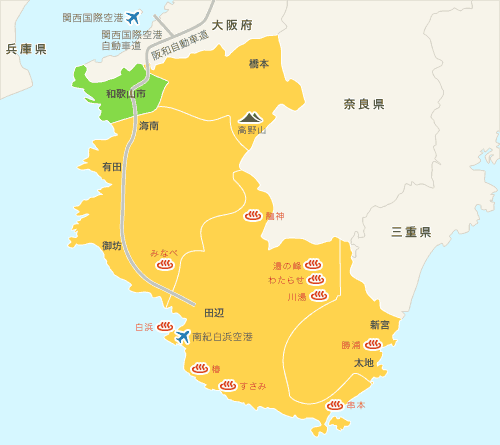 関西国際空港
大阪府
兵庫県
関西国際空港
自動車道
阪和自動車道
橋本
和歌山市
奈良県
海南
高野山
有田
龍神
三重県
御坊
みなべ
湯の峰
わたらせ
川湯
田辺
新宮
白浜
南紀白浜空港
勝浦
太地
椿
すさみ
串本